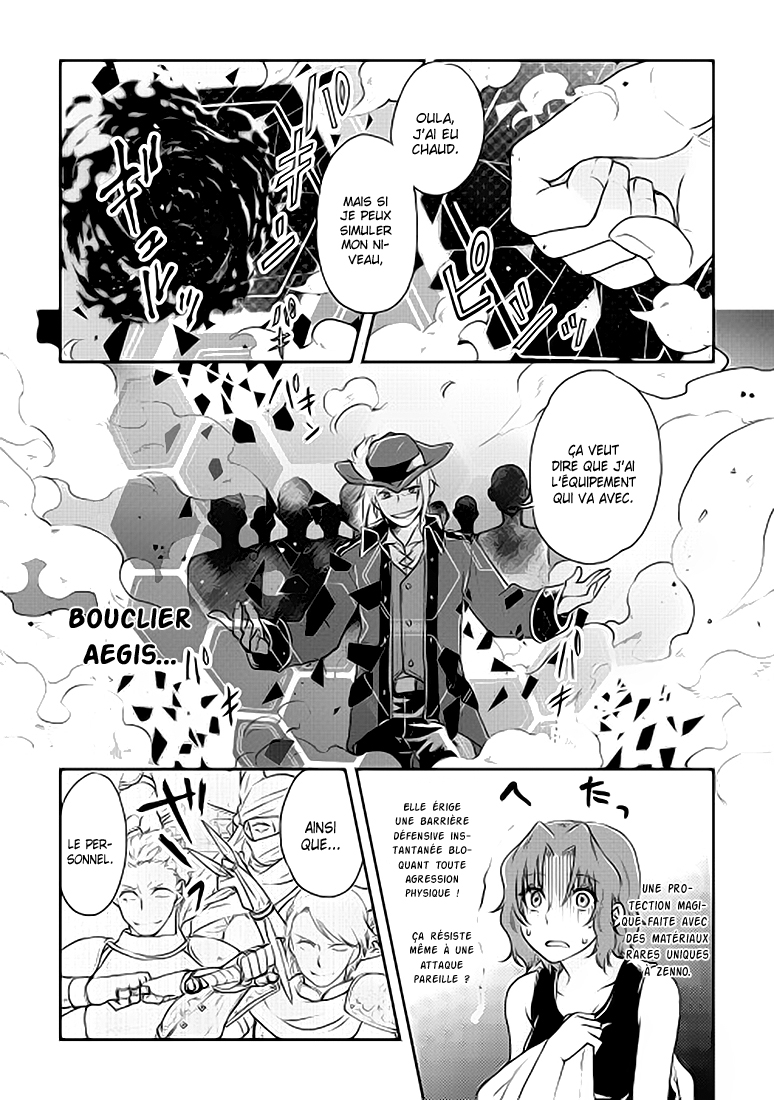 OULA,
J'AI EU
CHAUD.
MAIS SI
JE PEUX
SIMULER
MON NI-
VEAU,
ÇA VEUT
DIRE QUE J'AI
L'ÉQUIPEMENT
QUI VA AVEC.
BOUCLIER
AEGIS...
へたっ
UNE PRO-
TECTION MAGI-
QUE FAITE AVEC
DES MATÉRIAUX
RARES UNIQUES
À ZENNO.
ELLE ÉRIGE
UNE BARRIÈRE
DÉFENSIVE INS-
TANTANÉE BLO-
QUANT TOUTE
AGRESSION
PHYSIQUE !
ÇA RÉSISTE
MÊME À UNE
ATTAQUE
PAREILLE ?
AINSI
QUE...
LE PER-
SONNEL.